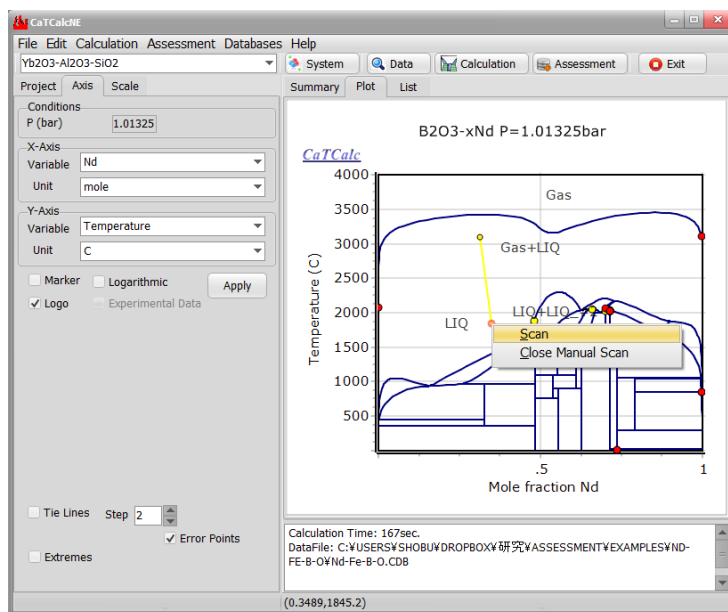 CaTCalcNE
File Edit Calculation Assessment Databases Help
Yb2O3-Al2O3-SiO2
System Data Calculation Assessment Exit
Project Axis Scale
Summary Plot List
Conditions
P (bar) 1.01325
X-Axis
Variable Nd
Unit mole
Y-Axis
Variable Temperature
Unit C
Marker Logarithmic Apply
Logo Experimental Data
Tie Lines Step 2
Error Points
Extremes
B2O3-xNd P=1.01325bar
CaTCalc
4000
3500
3000
2500
2000
1500
1000
500
Temperature (C)
Gas
Gas+LIQ
LIQ
Scan
Close Manual Scan
.5
1
Mole fraction Nd
Calculation Time: 167sec.
DataFile: C:¥USERS¥SHOBU¥DROPBOX¥研究¥ASSESSMENT¥EXAMPLES¥ND-
FE-B-O¥Nd-Fe-B-O.CDB
(0.3489,1845.2)